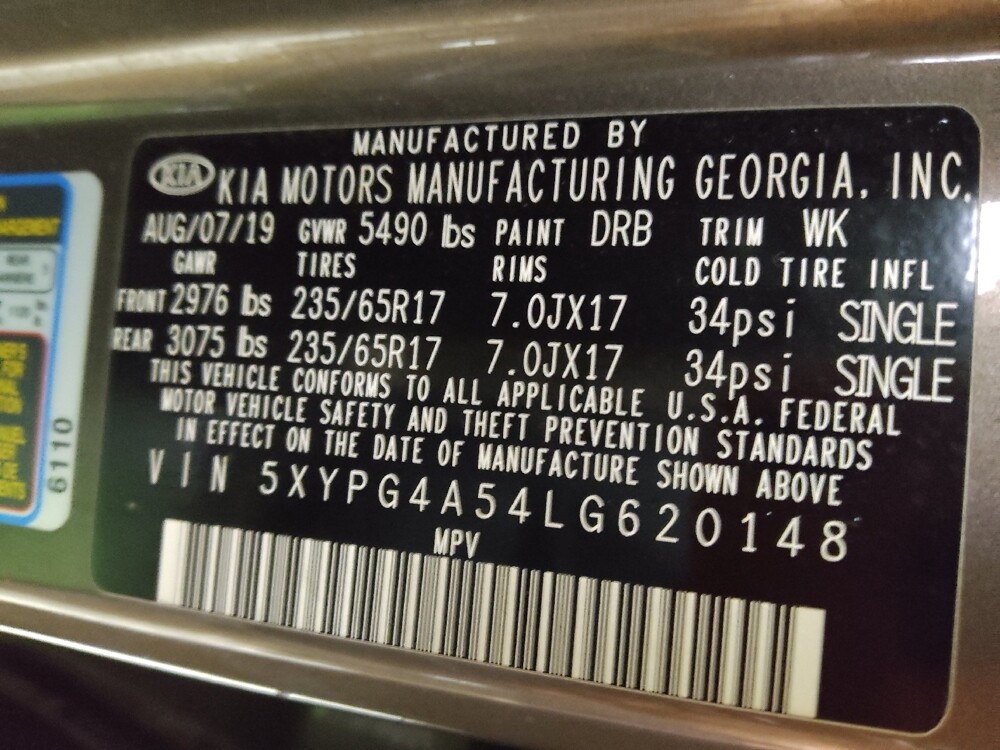 MANUFACTURED BY
KIA KIA MOTORS MANUFACTURING GEORGIA, INC.
AUG/07/19 GVWR 5490 lbs PAINT DRB TRIM WK
GAWR TIRES RIMS COLD TIRE INFL
FRONT 2976 lbs 235/65R17 7.0JX17 34psi SINGLE
REAR 3075 lbs 235/65R17 7.0JX17 34psi SINGLE
THIS VEHICLE CONFORMS TO ALL APPLICABLE U.S.A. FEDERAL
MOTOR VEHICLE SAFETY AND THEFT PREVENTION STANDARDS
IN EFFECT ON THE DATE OF MANUFACTURE SHOWN ABOVE
VIN 5XYPG4A54LG620148
MPV
6110